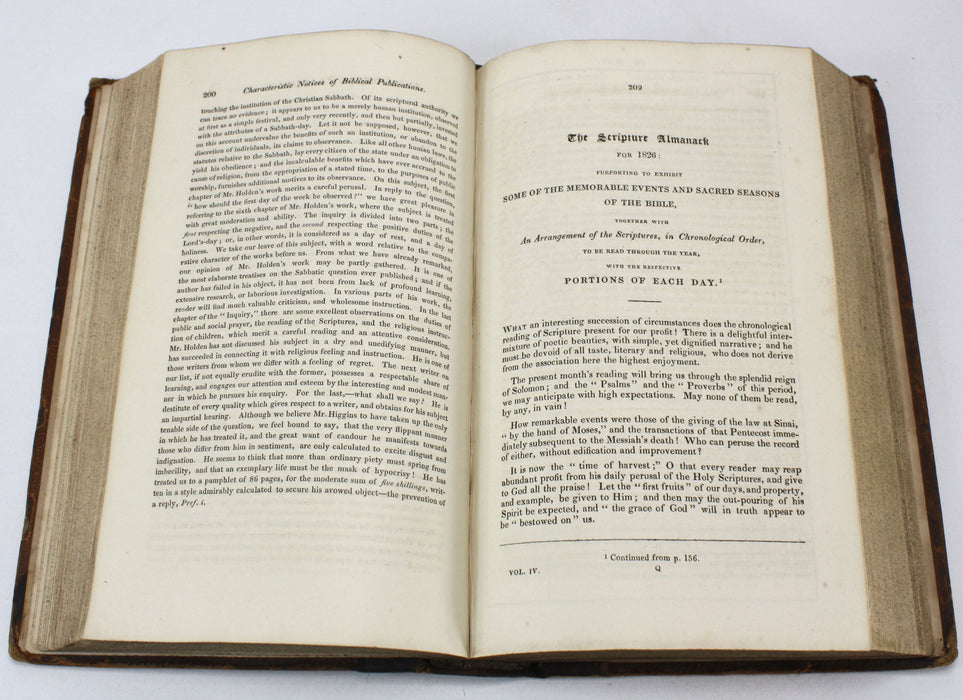 200 Characteristic Notices of Biblical Publications.
touching the institution of the Christian Sabbath. Of its scriptural authority we
can trace no evidence; it appears to us to be a merely human institution, observed
at first as a simple festival, and only very recently, and then but partially, invested
with the attributes of a Sabbath-day. Let it not be supposed, however, that we
on this account undervalue the benefits of such an institution, or abandon to the
discretion of individuals, its claims to observance. Like all other human laws, the
statutes relative to the Sabbath, lay every citizen of the state under an obligation to
yield his obedience; and the incalculable benefits which have ever accrued to the
cause of religion, from the appropriation of a stated time, to the purposes of public
worship, furnishes additional motives to its observance. On this subject, the first
chapter of Mr. Holden's work merits a careful perusal. In reply to the question,
" how should the first day of the week be observed?" we have great pleasure in
referring to the sixth chapter of Mr. Holden's work, where the subject is treated
with great moderation and ability. The inquiry is divided into two parts; the
first respecting the negative, and the second respecting the positive duties of the
Lord's-day; or, in other words, it is considered as a day of rest, and a day of
holiness. We take our leave of this subject, with a word relative to the compa-
rative character of the works before us. From what we have already remarked,
our opinion of Mr. Holden's work may be partly gathered. It is one of
the most elaborate treatises on the Sabbatic question ever published; and if the
author has failed in his object, it has not been from lack of profound learning,
extensive research, or laborious investigation. In various parts of his work, the
reader will find much valuable criticism, and wholesome instruction. In the last
chapter of the "Inquiry," there are some excellent observations on the duties of
public and social prayer, the reading of the Scriptures, and the religious instruc-
tion of children, which merit a careful reading and an attentive consideration.
Mr. Holden has not discussed his subject in a dry and unedifying manner, but
has succeeded in connecting it with religious feeling and instruction. He is one of
those writers from whom we differ with a feeling of regret. The next writer on
our list, if not equally erudite with the former, possesses a respectable share of
learning, and engages our attention and esteem by the interesting and modest man-
ner in which he pursues his enquiry. For the last,—what shall we say? He is
destitute of every quality which gives respect to a writer, and obtains for his subject
an impartial hearing. Although we believe Mr. Higgins to have taken up the only
tenable side of the question, we feel bound to say, that the very flippant manner
in which he has treated it, and the great want of candour he manifests towards
those who differ from him in sentiment, are only calculated to excite disgust and
indignation. He seems to think that more than ordinary piety must spring from
imbecility, and that an exemplary life must be the mask of hypocrisy! He has
treated us to a pamphlet of 86 pages, for the moderate sum of five shillings, writ-
ten in a style admirably calculated to secure his avowed object—the prevention of
a reply, Pref. i.
209
The Scripture Almanack
FOR 1826:
PURPORTING TO EXHIBIT
SOME OF THE MEMORABLE EVENTS AND SACRED SEASONS
OF THE BIBLE,
TOGETHER WITH
An Arrangement of the Scriptures, in Chronological Order,
TO BE READ THROUGH THE YEAR,
WITH THE RESPECTIVE
PORTIONS OF EACH DAY.¹
WHAT an interesting succession of circumstances does the chronological
reading of Scripture present for our profit! There is a delightful inter-
mixture of poetic beauties, with simple, yet dignified narrative; and he
must be devoid of all taste, literary and religious, who does not derive
from the association here the highest enjoyment.
The present month's reading will bring us through the splendid reign
of Solomon; and the " Psalms" and the " Proverbs" of this period,
we may anticipate with high expectations. May none of them be read,
by any, in vain!
How remarkable events were those of the giving of the law at Sinai,
" by the hand of Moses," and the transactions of that Pentecost imme-
diately subsequent to the Messiah's death! Who can peruse the record
of either, without edification and improvement?
It is now the " time of harvest;" O that every reader may reap
abundant profit from his daily perusal of the Holy Scriptures, and give
to God all the praise! Let the "first fruits" of our days, and property,
and example, be given to Him; and then may the out-pouring of his
Spirit be expected, and " the grace of God" will in truth appear to
be " bestowed on" us.
¹ Continued from p. 156.
VOL. IV. Q